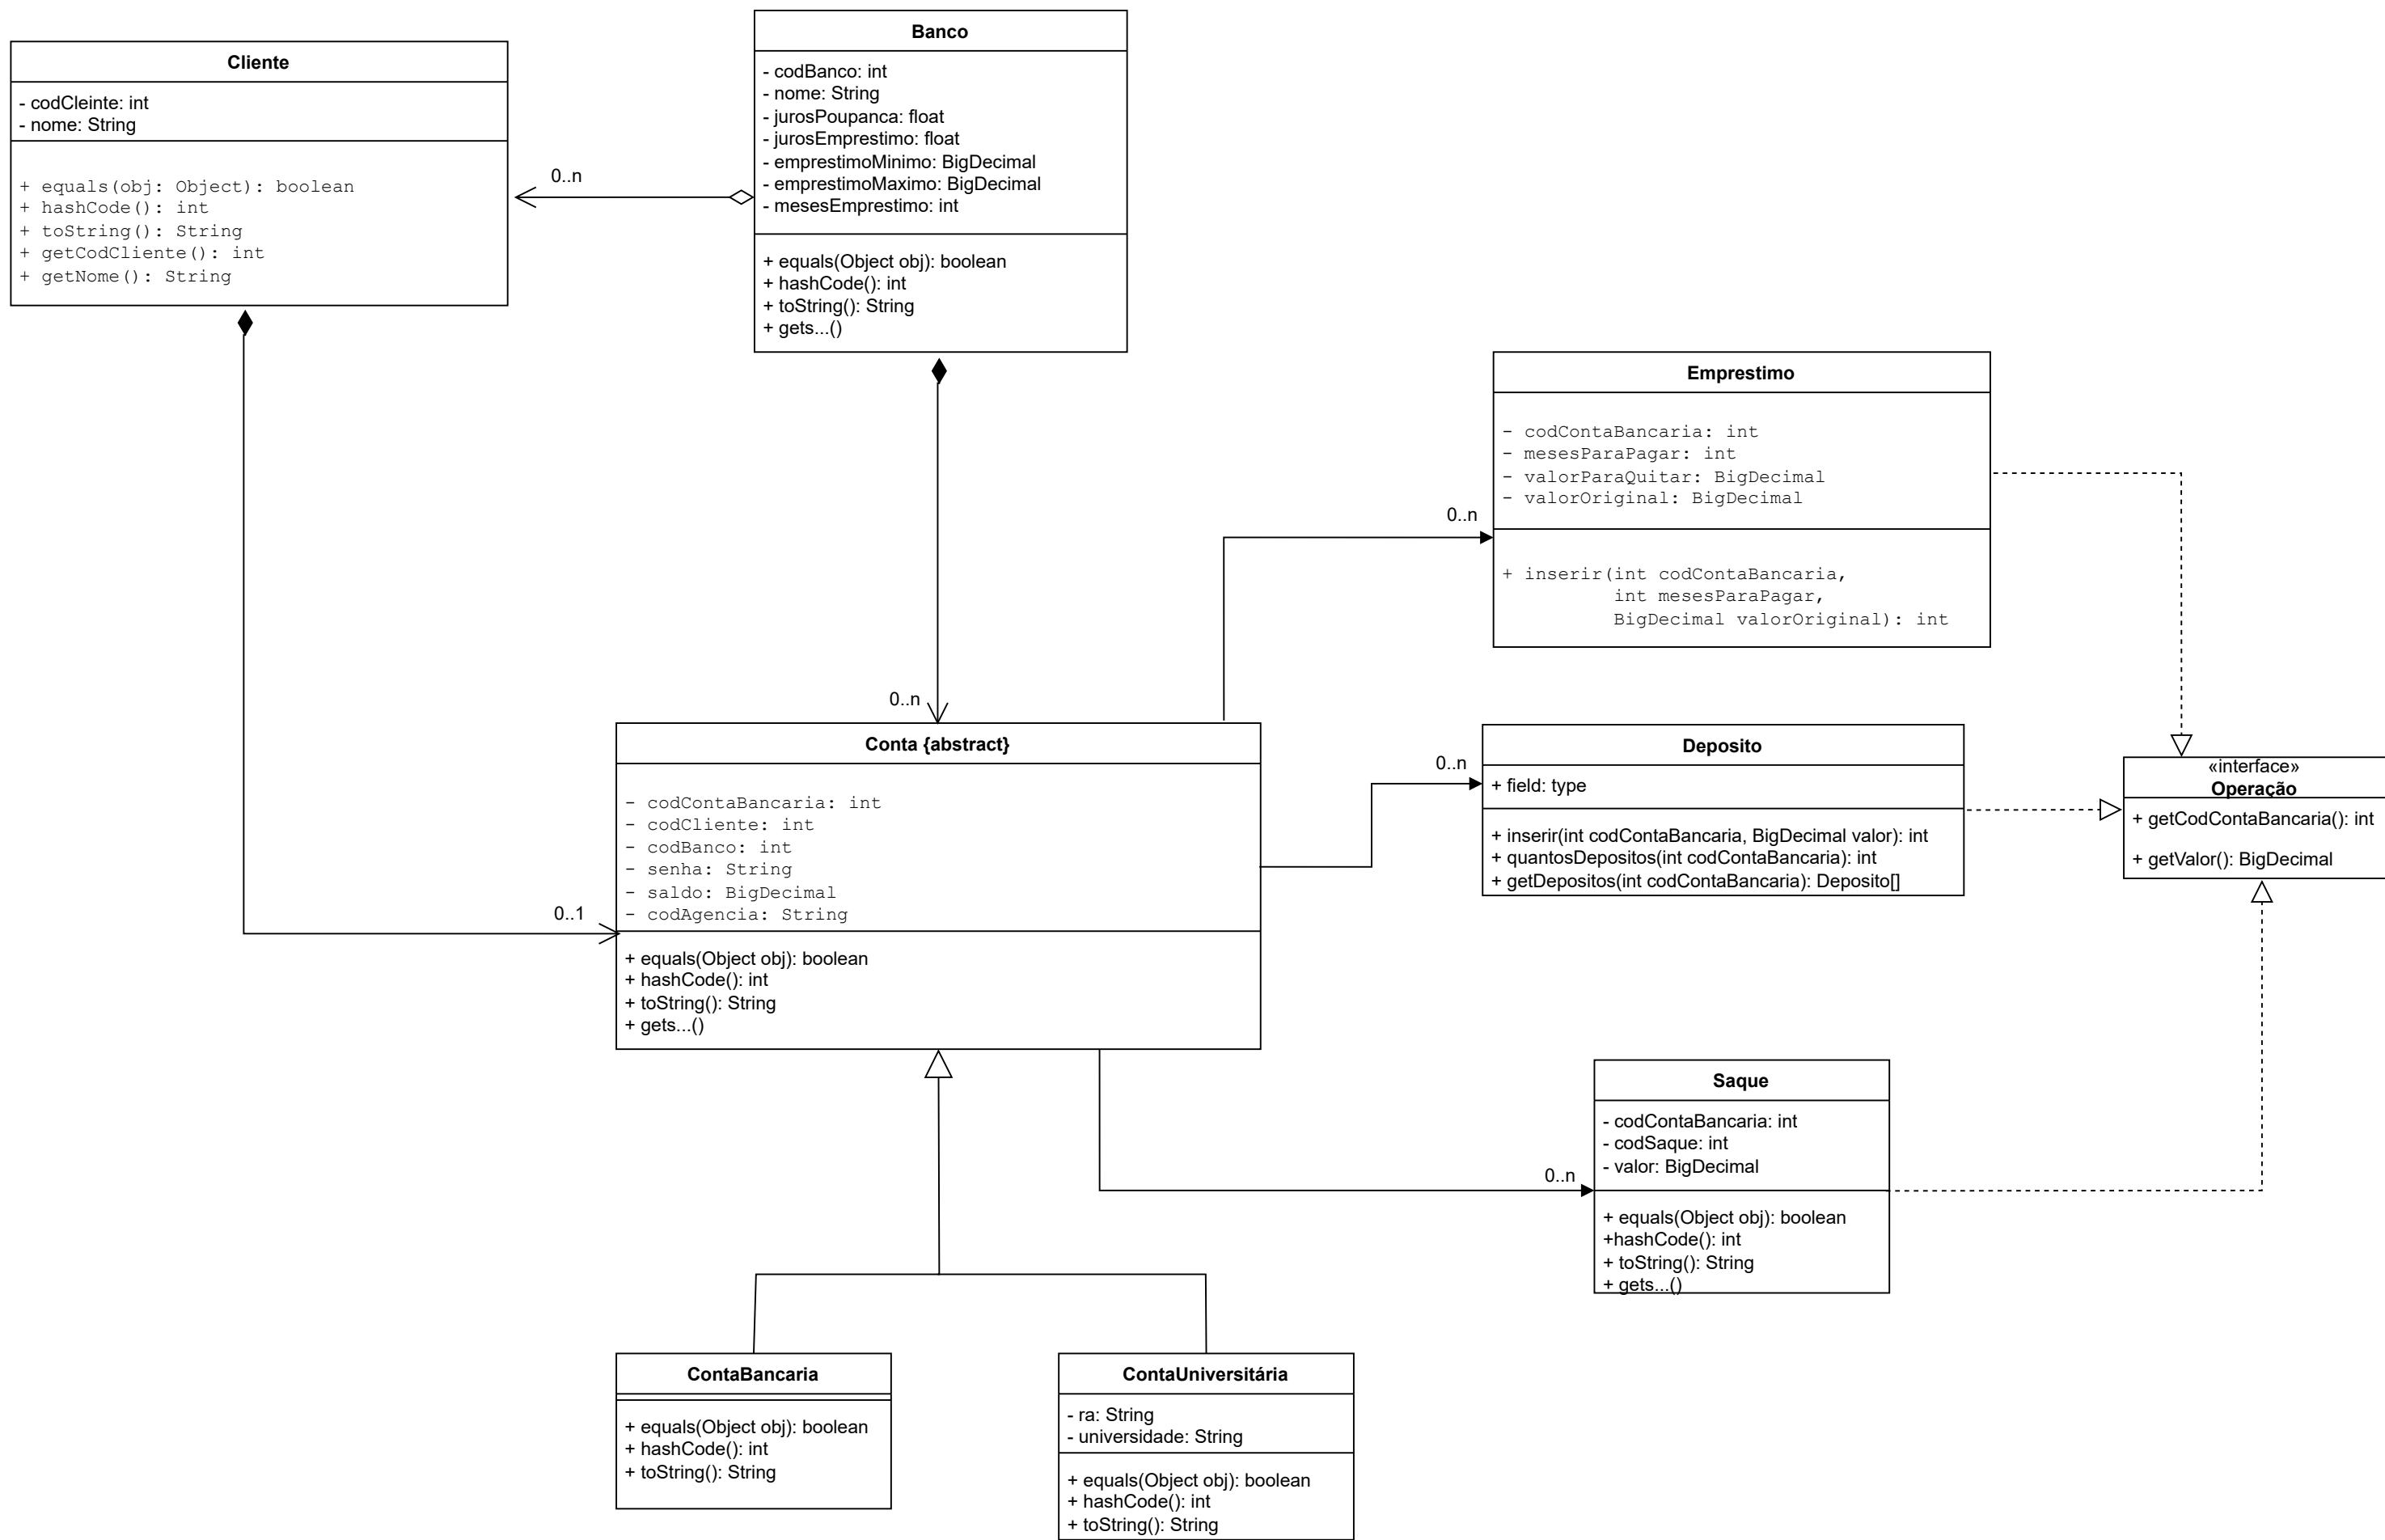 Cliente
- codCleinte: int
- nome: String
+ equals(obj: Object): boolean
+ hashCode(): int
+ toString(): String
+ getCodCliente(): int
+ getNome(): String
0..n
Banco
- codBanco: int
- nome: String
- jurosPoupanca: float
- jurosEmprestimo: float
- emprestimoMinimo: BigDecimal
- emprestimoMaximo: BigDecimal
- mesesEmprestimo: int
+ equals(Object obj): boolean
+ hashCode(): int
+ toString(): String
+ gets...()
Emprestimo
- codContaBancaria: int
- mesesParaPagar: int
- valorParaQuitar: BigDecimal
- valorOriginal: BigDecimal
+ inserir(int codContaBancaria,
int mesesParaPagar,
BigDecimal valorOriginal): int
0..n
0..n
0..1
Conta {abstract}
- codContaBancaria: int
- codCliente: int
- codBanco: int
- senha: String
- saldo: BigDecimal
- codAgencia: String
+ equals(Object obj): boolean
+ hashCode(): int
+ toString(): String
+ gets...()
0..n
Deposito
+ field: type
+ inserir(int codContaBancaria, BigDecimal valor): int
+ quantosDepositos(int codContaBancaria): int
+ getDepositos(int codContaBancaria): Deposito[]
«interface»
Operação
+ getCodContaBancaria(): int
+ getValor(): BigDecimal
0..n
Saque
- codContaBancaria: int
- codSaque: int
- valor: BigDecimal
+ equals(Object obj): boolean
+hashCode(): int
+ toString(): String
+ gets...()
ContaBancaria
+ equals(Object obj): boolean
+ hashCode(): int
+ toString(): String
ContaUniversitária
- ra: String
- universidade: String
+ equals(Object obj): boolean
+ hashCode(): int
+ toString(): String